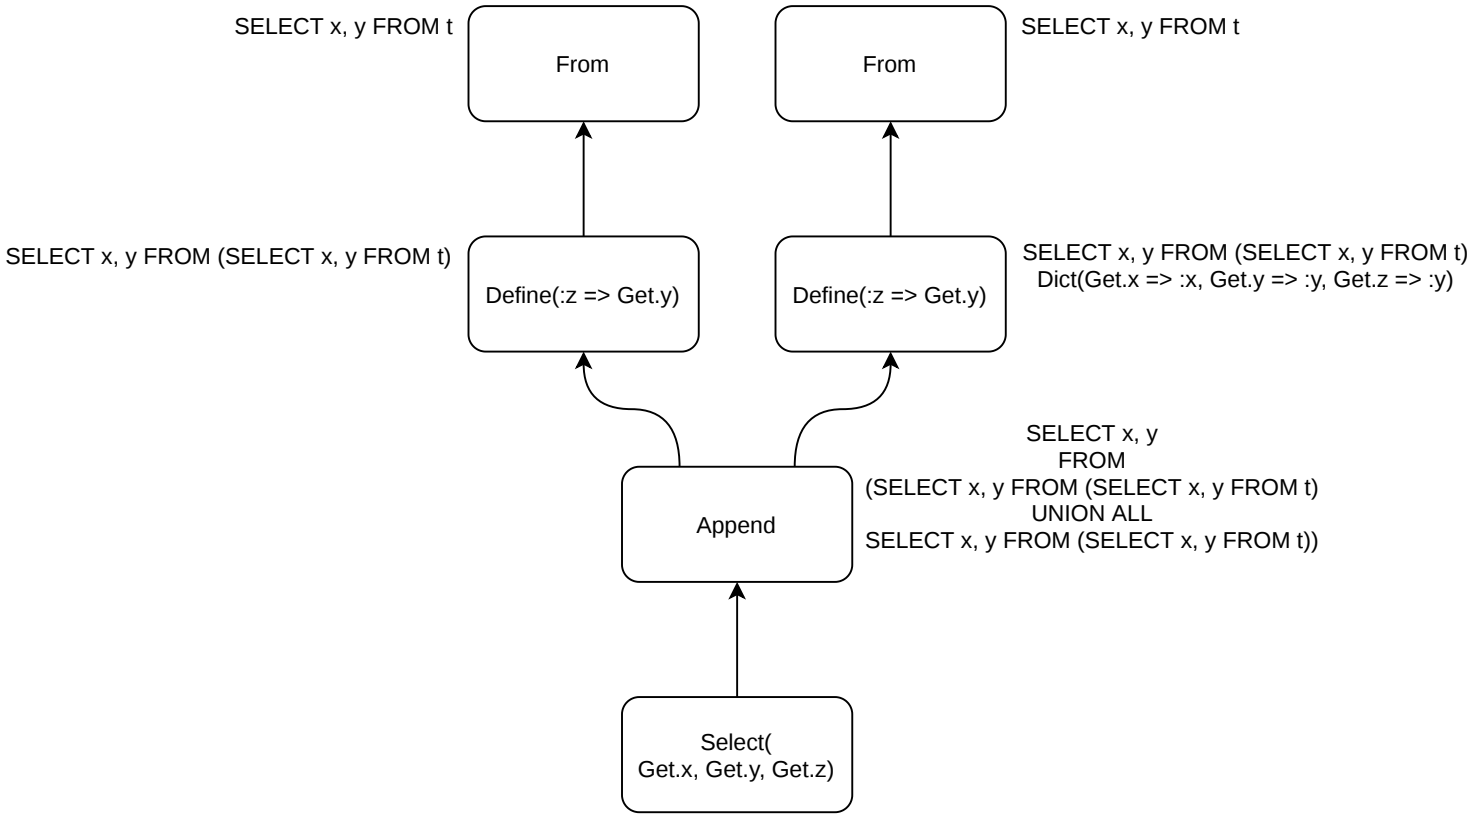 SELECT x, y FROM t
From
From
SELECT x, y FROM t
SELECT x, y FROM (SELECT x, y FROM t)
Define(:z => Get.y)
Define(:z => Get.y)
SELECT x, y FROM (SELECT x, y FROM t)
Dict(Get.x => :x, Get.y => :y, Get.z => :y)
Append
SELECT x, y
FROM
(SELECT x, y FROM (SELECT x, y FROM t)
UNION ALL
SELECT x, y FROM (SELECT x, y FROM t))
Select(
Get.x, Get.y, Get.z)